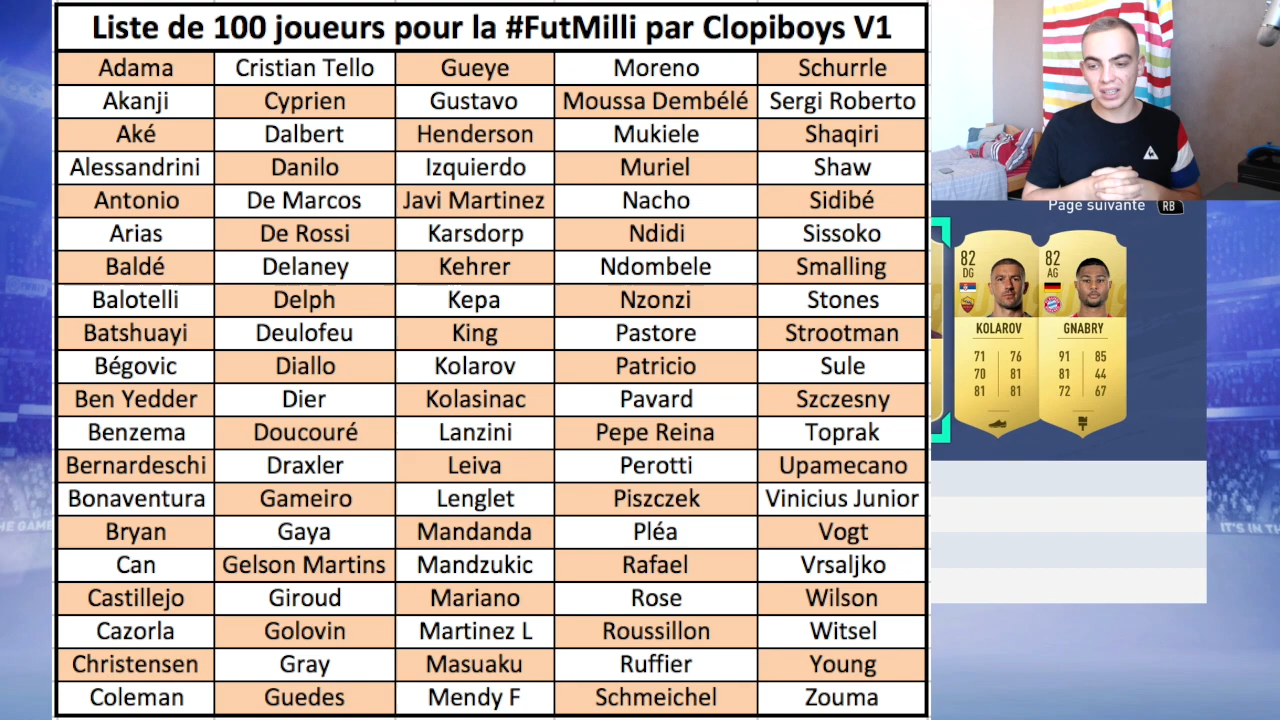 Liste de 100 joueurs pour la #FutMilli par Clopiboys V1
Adama Cristian Tello Gueye Moreno Schurrle
Akanji Cyprien Gustavo Moussa Dembélé Sergi Roberto
Aké Dalbert Henderson Mukiele Shaqiri
Alessandrini Danilo Izquierdo Muriel Shaw
Antonio De Marcos Javi Martinez Nacho Sidibé
Arias De Rossi Karsdorp Ndidi Sissoko
Baldé Delaney Kehrer Ndombele Smalling
Balotelli Delph Kepa Nzonzi Stones
Batshuayi Deulofeu King Pastore Strootman
Bégovic Diallo Kolarov Patricio Sule
Ben Yedder Dier Kolasinac Pavard Szczesny
Benzema Doucouré Lanzini Pepe Reina Toprak
Bernardeschi Draxler Leiva Perotti Upamecano
Bonaventura Gameiro Lenglet Piszczek Vinicius Junior
Bryan Gaya Mandanda Pléa Vogt
Can Gelson Martins Mandzukic Rafael Vrsaljko
Castillejo Giroud Mariano Rose Wilson
Cazorla Golovin Martinez L Roussillon Witsel
Christensen Gray Masuaku Ruffier Young
Coleman Guedes Mendy F Schmeichel Zouma
Page suivante RB
82
DG
KOLAROV
71 76
70 81
81 81
82
AG
GNABRY
91 85
81 44
72 67
HE GAME
IT'S IN TH